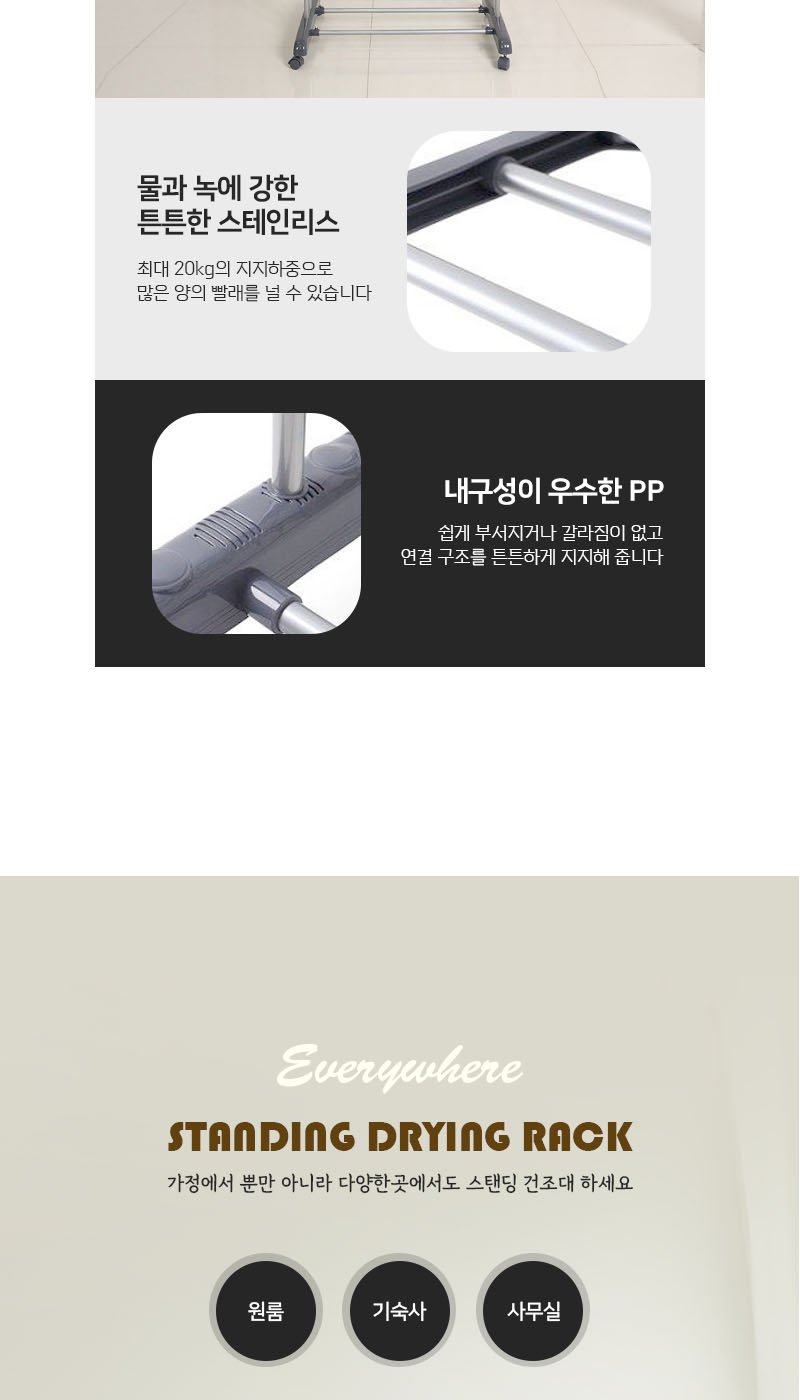 물과 녹에 강한
튼튼한 스테인리스
최대 20kg의 지지하중으로
많은 양의 빨래를 널 수 있습니다
내구성이 우수한 PP
쉽게 부서지거나 갈라짐이 없고
연결 구조를 튼튼하게 지지해 줍니다
Everywhere
STANDING DRYING RACK
가정에서 뿐만 아니라 다양한곳에서도 스탠딩 건조대 하세요
원룸
기숙사
사무실